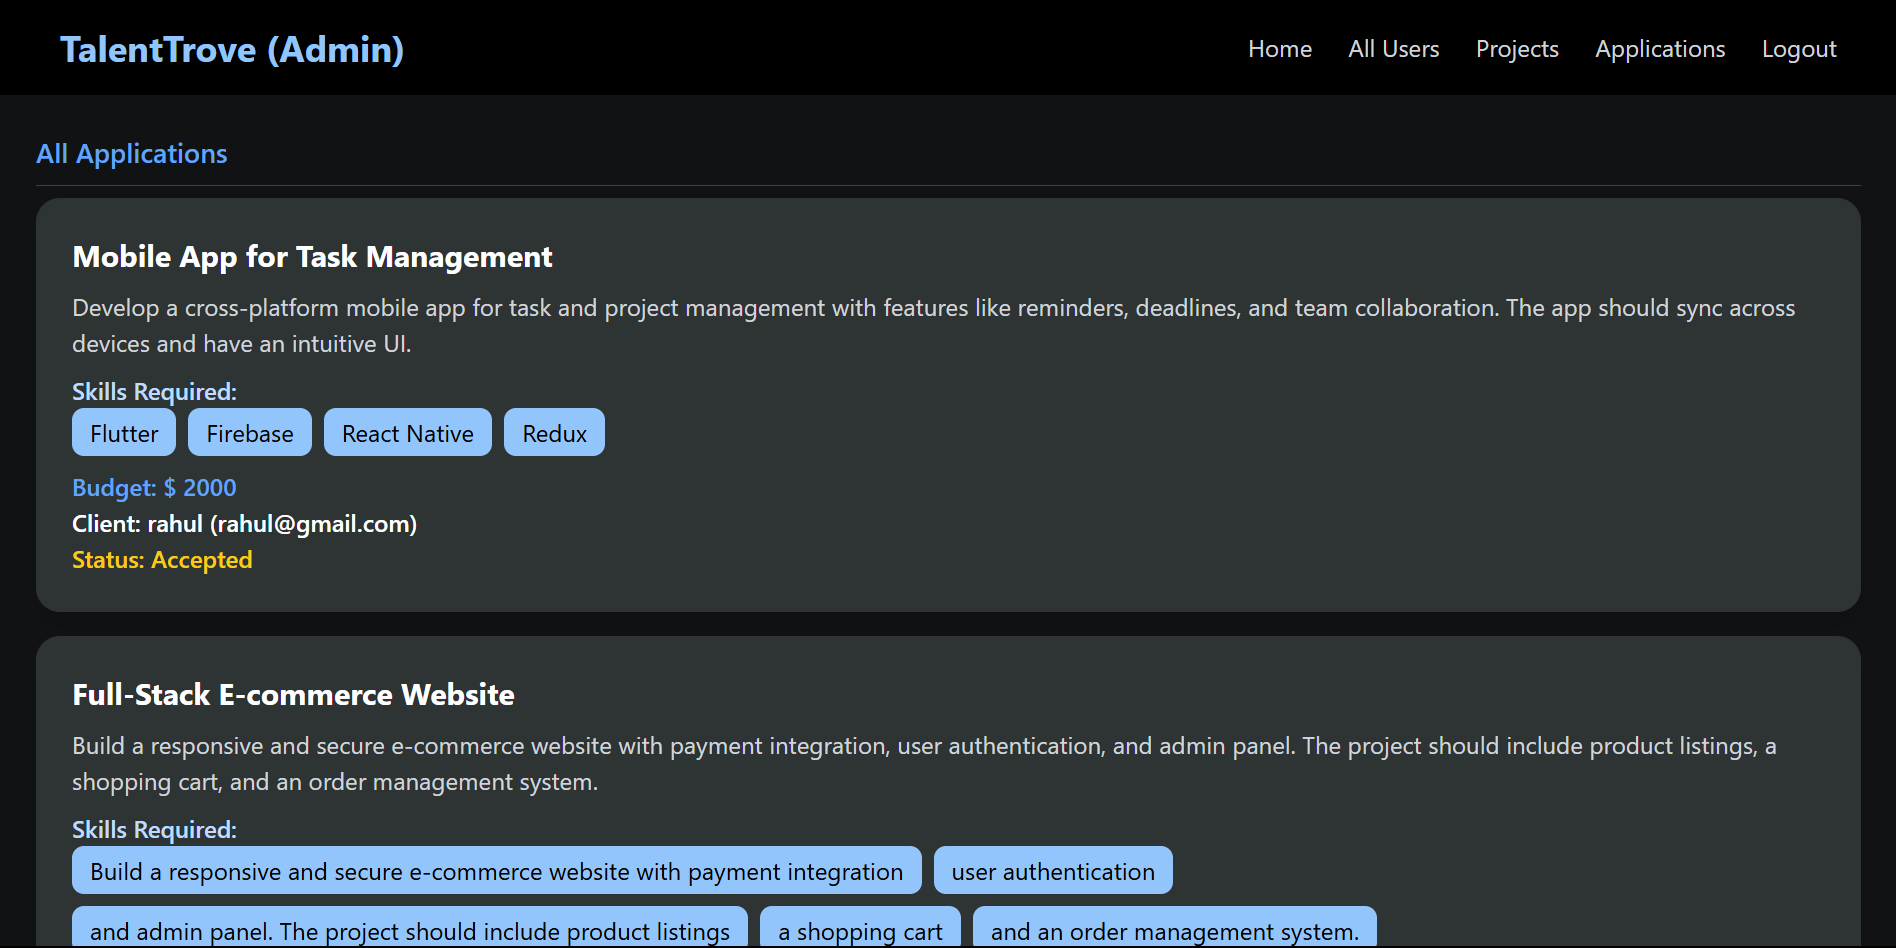 TalentTrove (Admin)
Home All Users Projects Applications Logout
All Applications
Mobile App for Task Management
Develop a cross-platform mobile app for task and project management with features like reminders, deadlines, and team collaboration. The app should sync across
devices and have an intuitive UI.
Skills Required:
Flutter Firebase React Native Redux
Budget: $ 2000
Client: rahul (rahul@gmail.com)
Status: Accepted
Full-Stack E-commerce Website
Build a responsive and secure e-commerce website with payment integration, user authentication, and admin panel. The project should include product listings, a
shopping cart, and an order management system.
Skills Required:
Build a responsive and secure e-commerce website with payment integration user authentication
and admin panel. The project should include product listings a shopping cart and an order management system.